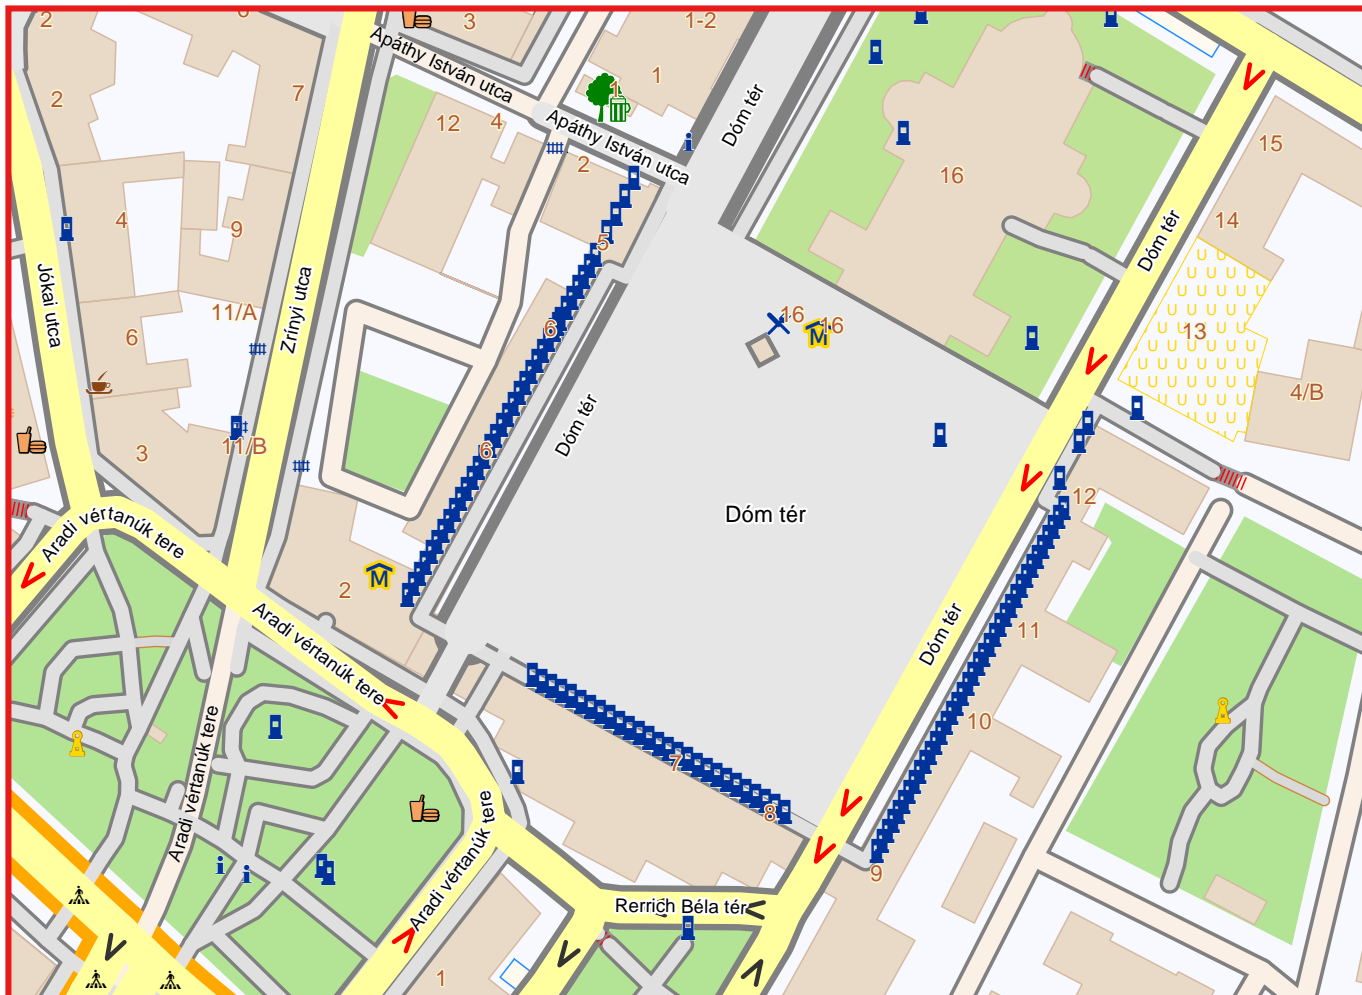 2
6
3
1-2
Apáthy István utca
1
1
2
7
12
4
Apáthy István utca
Dóm tér
15
2
16
4
9
14
Dóm tér
5
Jókai utca
Zrínyi utca
11/A
6
16
16
M
13
6
4/B
Dóm tér
3
11/B
6
12
Dóm tér
Aradi vértanúk tere
M
2
Aradi vértanúk tere
Dóm tér
11
10
Aradi vértanúk tere
7
8
Aradi vértanúk tere
9
Rerrich Béla tér
1